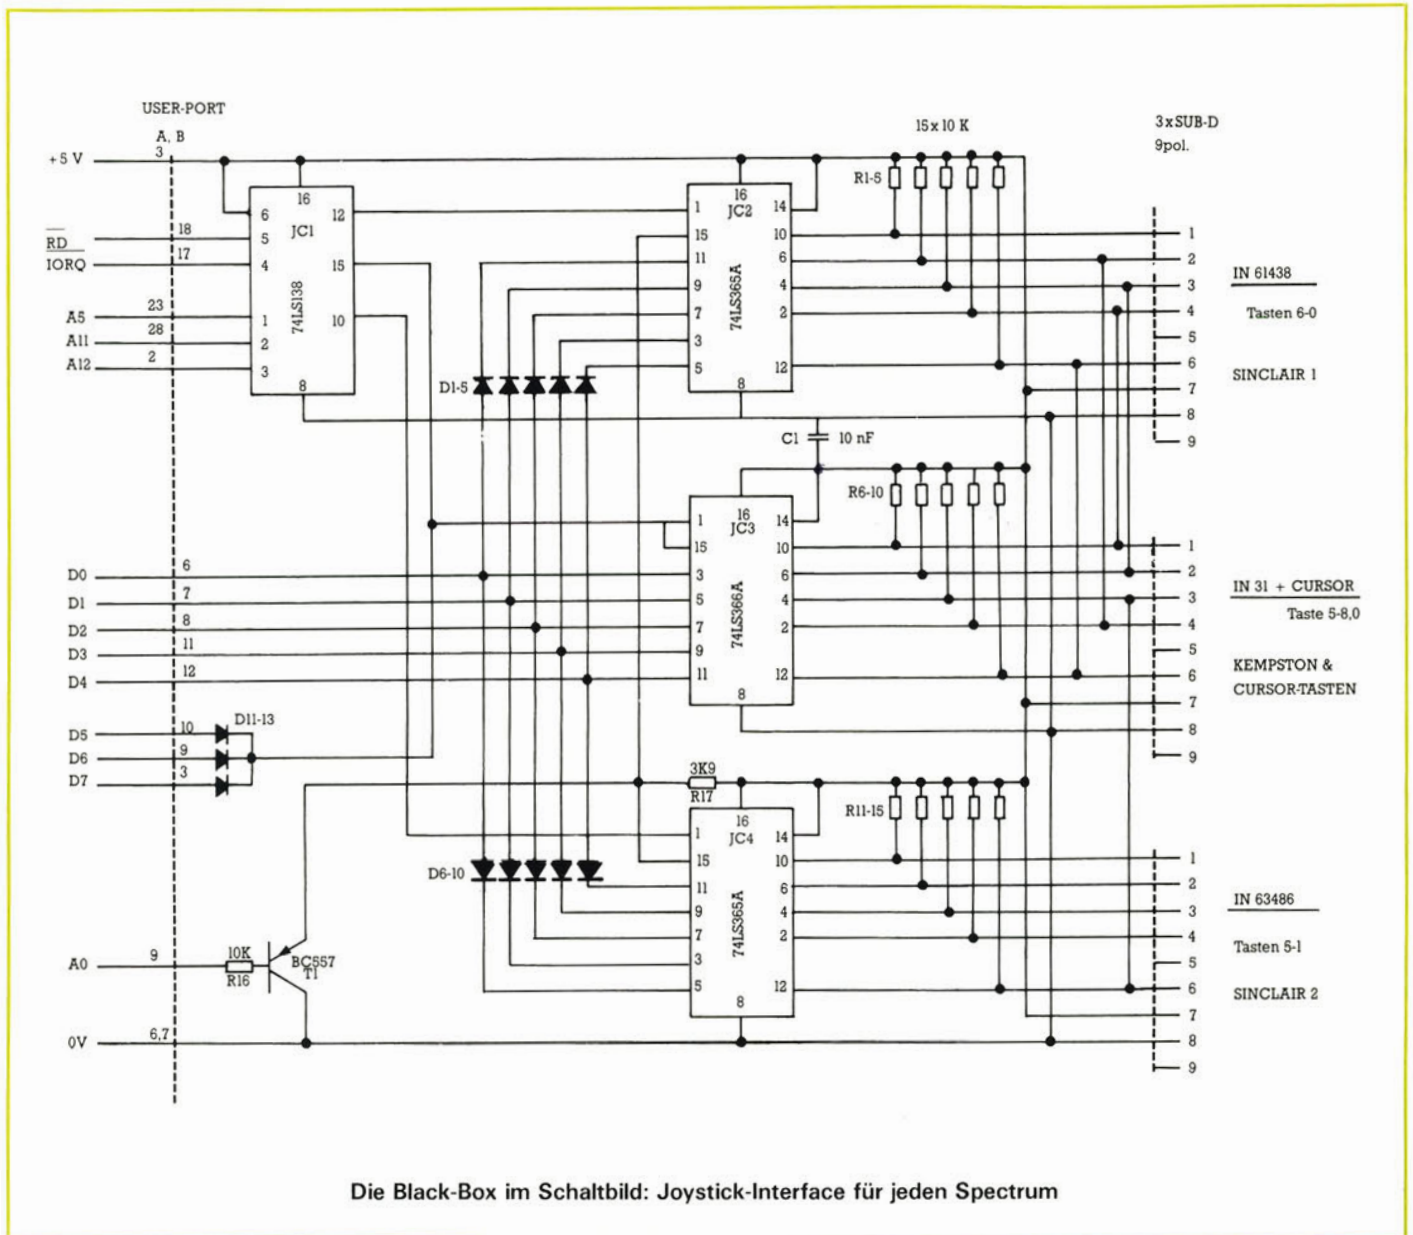 USER-PORT
A, B
3
+5 V
RD
18
IORQ
17
A5
23
A11
28
A12
2
16
6
12
5
JC1
4
15
74LS138
1
10
2
3
8
15 x 10 K
R1-5
16
1
JC2
14
15
10
11
6
9
4
74LS365A
7
2
3
5
12
8
D1-5
C1
10 nF
3 x SUB-D
9pol.
1
2
3
4
5
6
7
8
9
IN 61438
Tasten 6-0
SINCLAIR 1
R6-10
16
1
JC3
14
15
10
3
6
5
4
74LS366A
7
2
9
11
12
8
D0
6
D1
7
D2
8
D3
11
D4
12
D5
10
D6
9
D7
3
D11-13
1
2
3
4
5
6
7
8
9
IN 31 + CURSOR
Taste 5-8,0
KEMPSTON &
CURSOR-TASTEN
3K9
R17
R11-15
16
1
JC4
14
15
10
11
6
9
4
74LS365A
7
2
3
5
12
8
D6-10
A0
9
10K
R16
BC557
T1
0V
6,7
1
2
3
4
5
6
7
8
9
IN 63486
Tasten 5-1
SINCLAIR 2
Die Black-Box im Schaltbild: Joystick-Interface für jeden Spectrum